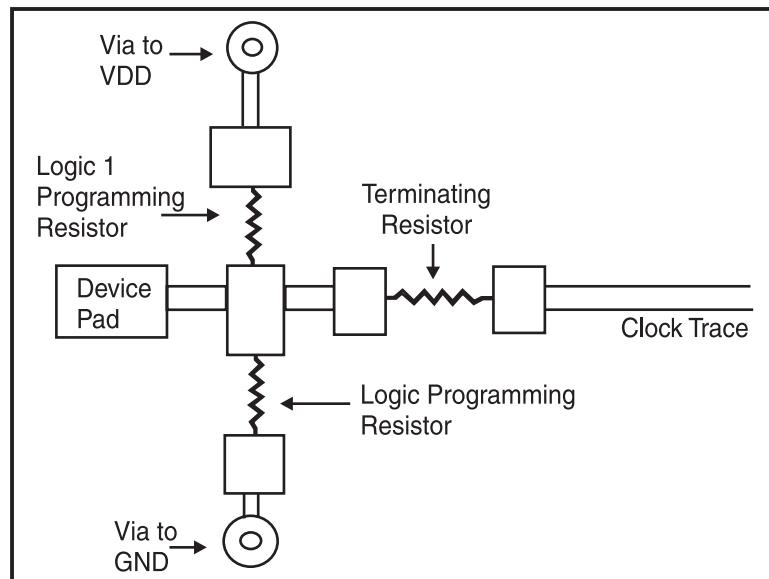 Via to
VDD
Logic 1
Programming
Resistor
Terminating
Resistor
Device
Pad
Clock Trace
Logic Programming
Resistor
Via to
GND